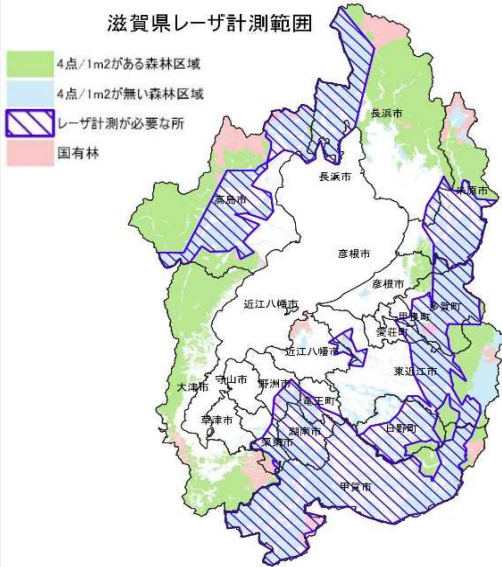 滋賀県レーザ計測範囲
4点/1m2がある森林区域
4点/1m2が無い森林区域
レーザ計測が必要な所
国有林
長浜市
長浜市
米原市
高島市
彦根市
彦根市
近江八幡市
多賀町
甲良町
愛荘町
近江八幡市
東近江市
守山市
野洲市
大津市
竜王町
草津市
湖南市
日野町
栗東市
甲賀市